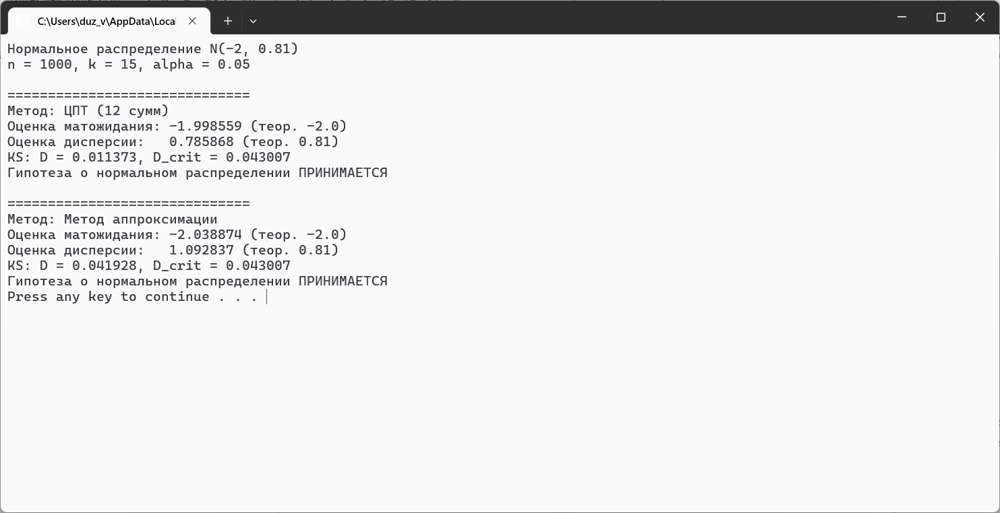 C:\Users\duz_v\AppData\Loca
Нормальное распределение N(-2, 0.81)
n = 1000, k = 15, alpha = 0.05
==============================
Метод: ЦПТ (12 сумм)
Оценка матожидания: -1.998559 (теор. -2.0)
Оценка дисперсии:   0.785868 (теор. 0.81)
KS: D = 0.011373, D_crit = 0.043007
Гипотеза о нормальном распределении ПРИНИМАЕТСЯ
==============================
Метод: Метод аппроксимации
Оценка матожидания: -2.038874 (теор. -2.0)
Оценка дисперсии:   1.092837 (теор. 0.81)
KS: D = 0.041928, D_crit = 0.043007
Гипотеза о нормальном распределении ПРИНИМАЕТСЯ
Press any key to continue . . .